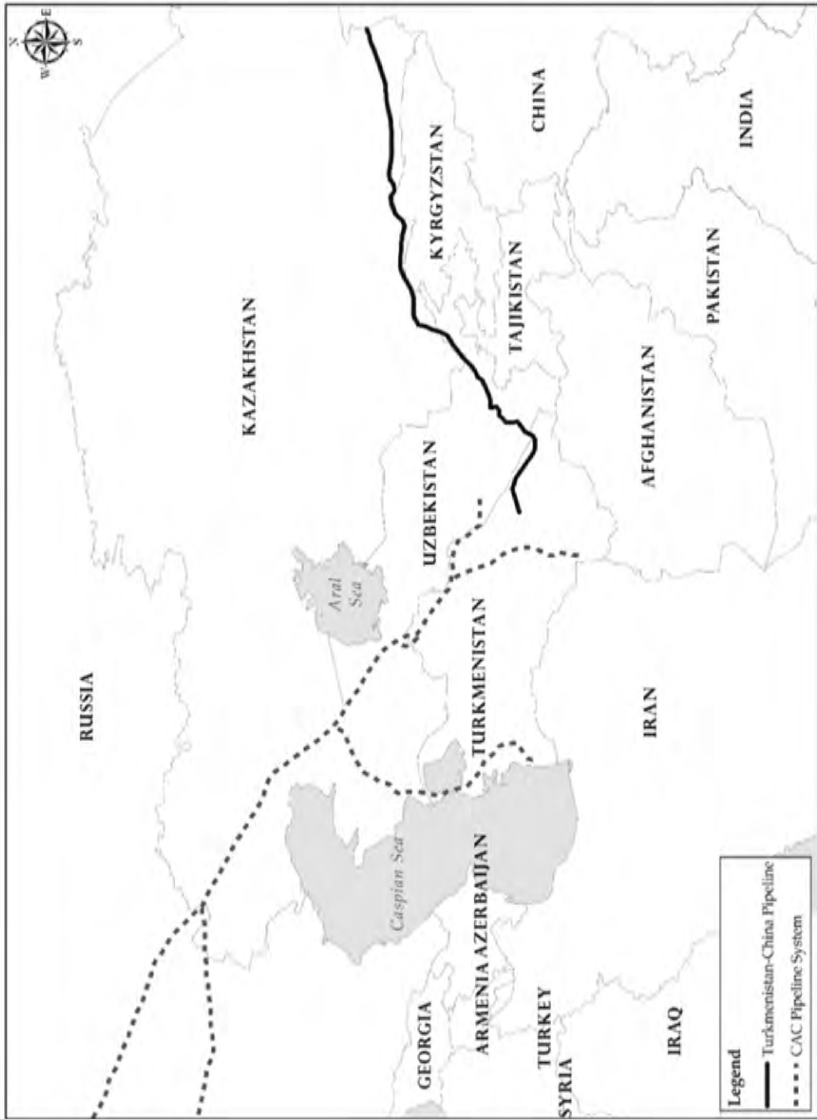 N
W
E
S
RUSSIA
KAZAKHSTAN
Aral
Sea
Caspian Sea
UZBEKISTAN
KYRGYZSTAN
CHINA
GEORGIA
ARMENIA AZERBAIJAN
TURKMENISTAN
TAJIKISTAN
TURKEY
SYRIA
IRAQ
IRAN
AFGHANISTAN
PAKISTAN
INDIA
Legend
Turkmenistan-China Pipeline
CAC Pipeline System